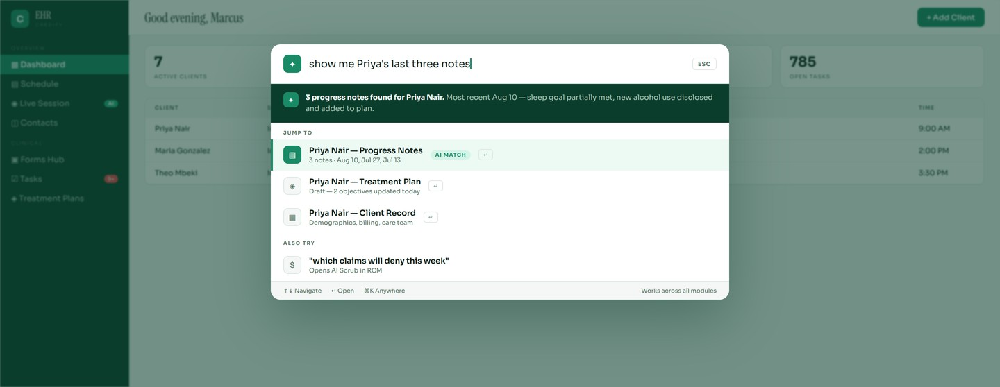 C EHR
Good evening, Marcus
+ Add Client
OVERVIEW
▦ Dashboard
▤ Schedule
◉ Live Session AI
◫ Contacts
CLINICAL
▣ Forms Hub
☑ Tasks 9+
◈ Treatment Plans
7
ACTIVE CLIENTS
785
OPEN TASKS
CLIENT
TIME
Priya Nair
9:00 AM
Maria Gonzalez
2:00 PM
Theo Mbeki
3:30 PM
✦ show me Priya's last three notes ESC
✦ 3 progress notes found for Priya Nair. Most recent Aug 10 — sleep goal partially met, new alcohol use disclosed
and added to plan.
JUMP TO
▤ Priya Nair — Progress Notes AI MATCH ↵
3 notes · Aug 10, Jul 27, Jul 13
◈ Priya Nair — Treatment Plan ↵
Draft — 2 objectives updated today
▦ Priya Nair — Client Record ↵
Demographics, billing, care team
ALSO TRY
$ "which claims will deny this week"
Opens AI Scrub in RCM
↑↓ Navigate ↵ Open ⌘K Anywhere Works across all modules